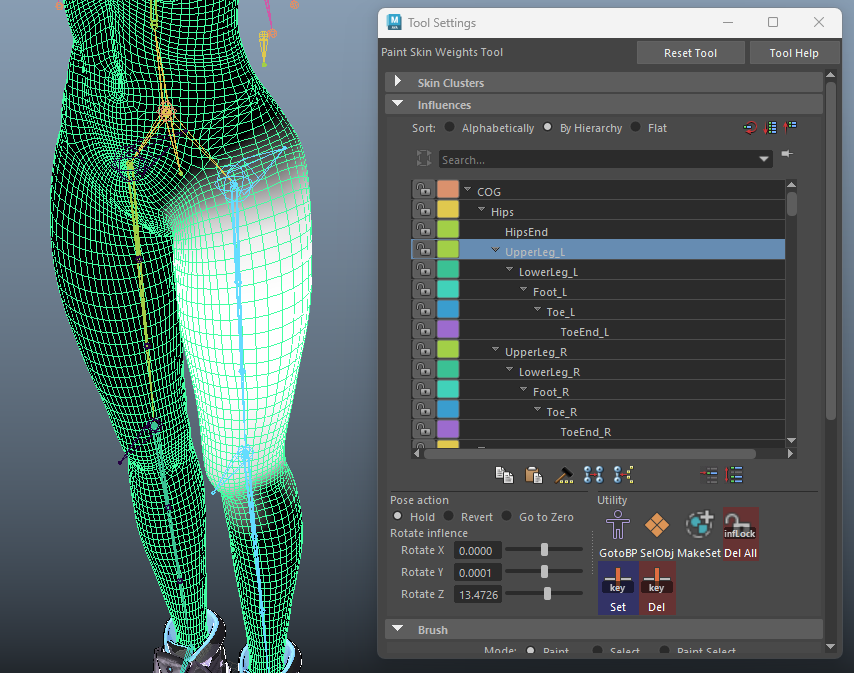 M
Tool Settings
Paint Skin Weights Tool
Reset Tool
Tool Help
Skin Clusters
Influences
Sort: Alphabetically By Hierarchy Flat
Search...
COG
Hips
HipsEnd
UpperLeg_L
LowerLeg_L
Foot_L
Toe_L
ToeEnd_L
UpperLeg_R
LowerLeg_R
Foot_R
Toe_R
ToeEnd_R
Pose action
Hold Revert Go to Zero
Rotate inflence
Rotate X 0.0000
Rotate Y 0.0001
Rotate Z 13.4726
Utility
infLock
GotoBP SelObj MakeSet Del All
key key
Set Del
Brush
Mode: Paint Select Paint Select